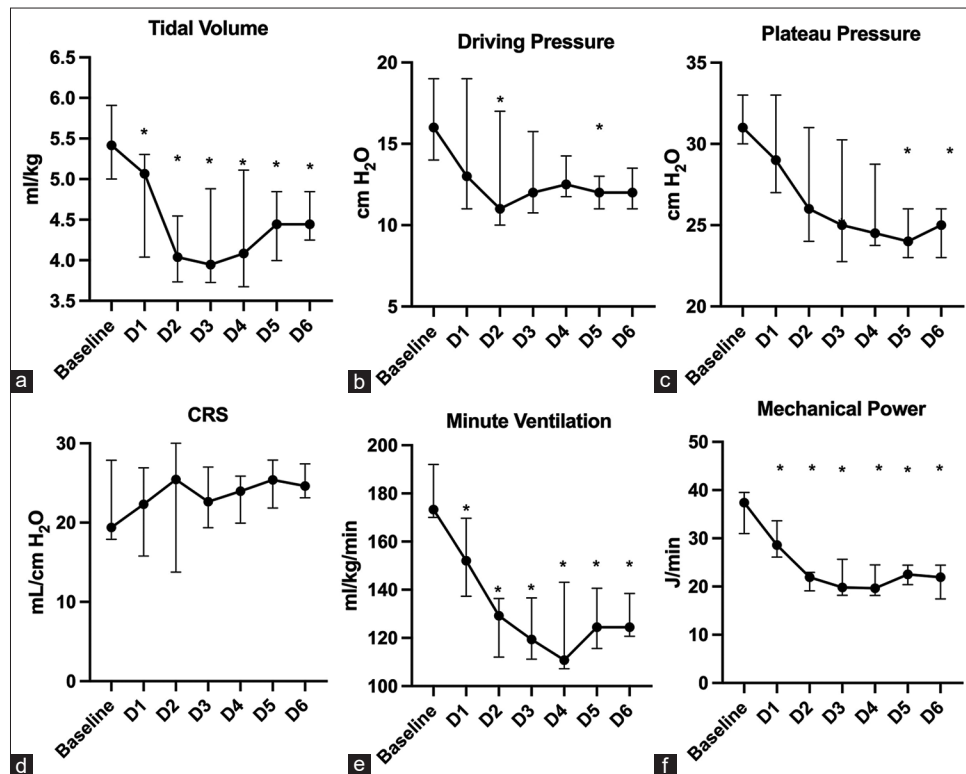 Tidal Volume
ml/kg
6.5
6.0
5.5
5.0
4.5
4.0
3.5
*
*
*
*
*
*
Baseline
D1
D2
D3
D4
D5
D6
a
Driving Pressure
cm H₂O
20
15
10
5
*
*
Baseline
D1
D2
D3
D4
D5
D6
b
Plateau Pressure
cm H₂O
35
30
25
20
*
*
Baseline
D1
D2
D3
D4
D5
D6
c
CRS
mL/cm H₂O
30
20
10
0
Baseline
D1
D2
D3
D4
D5
D6
d
Minute Ventilation
ml/kg/min
200
180
160
140
120
100
*
*
*
*
*
*
Baseline
D1
D2
D3
D4
D5
D6
e
Mechanical Power
J/min
50
40
30
20
10
0
*
*
*
*
*
*
Baseline
D1
D2
D3
D4
D5
D6
f